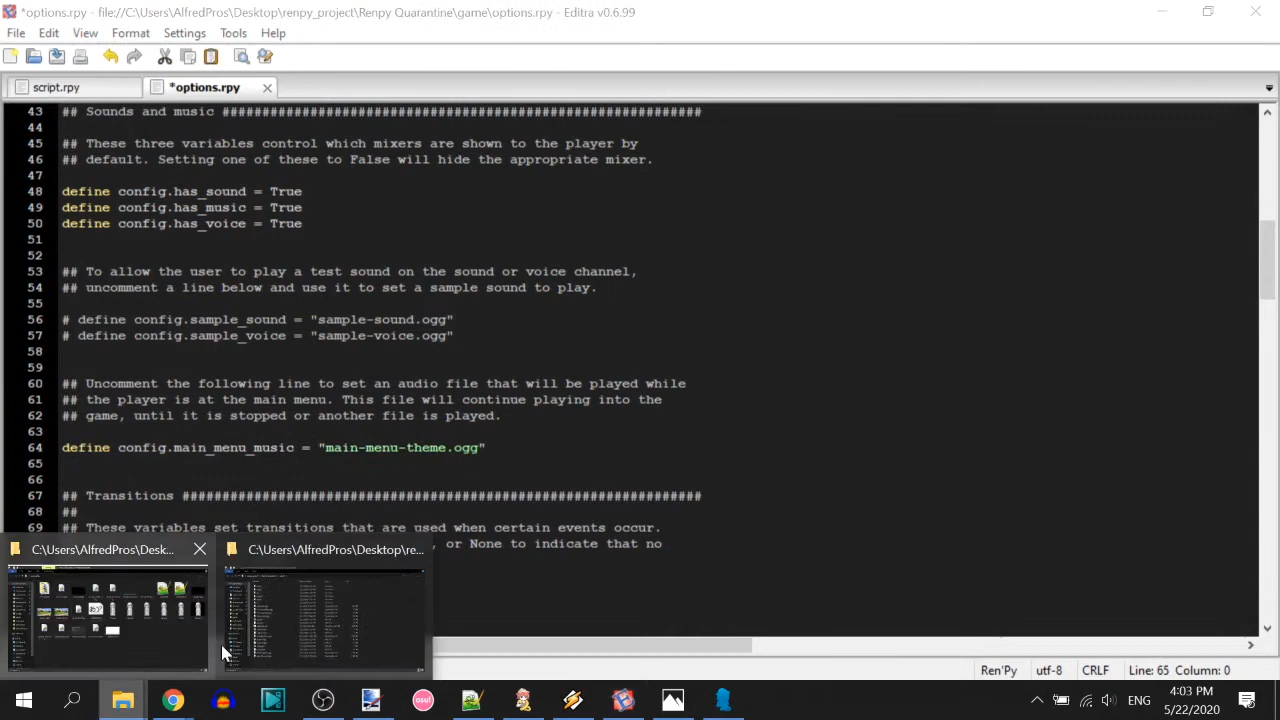 *options.rpy - file://C:\Users\AlfredPros\Desktop\renpy_project\Renpy Quarantine\game\options.rpy - Editra v0.6.99
File Edit View Format Settings Tools Help
script.rpy *options.rpy
43 ## Sounds and music ############################################################
44
45 ## These three variables control which mixers are shown to the player by
46 ## default. Setting one of these to False will hide the appropriate mixer.
47
48 define config.has_sound = True
49 define config.has_music = True
50 define config.has_voice = True
51
52
53 ## To allow the user to play a test sound on the sound or voice channel,
54 ## uncomment a line below and use it to set a sample sound to play.
55
56 # define config.sample_sound = "sample-sound.ogg"
57 # define config.sample_voice = "sample-voice.ogg"
58
59
60 ## Uncomment the following line to set an audio file that will be played while
61 ## the player is at the main menu. This file will continue playing into the
62 ## game, until it is stopped or another file is played.
63
64 define config.main_menu_music = "main-menu-theme.ogg"
65
66
67 ## Transitions #################################################################
68 ##
69 ## These variables set transitions that are used when certain events occur.
, or None to indicate that no
C:\Users\AlfredPros\Desk... C:\Users\AlfredPros\Desktop\re...
Ren'Py utf-8 CRLF Line: 65 Column: 0
osu!
ENG
4:03 PM
5/22/2020